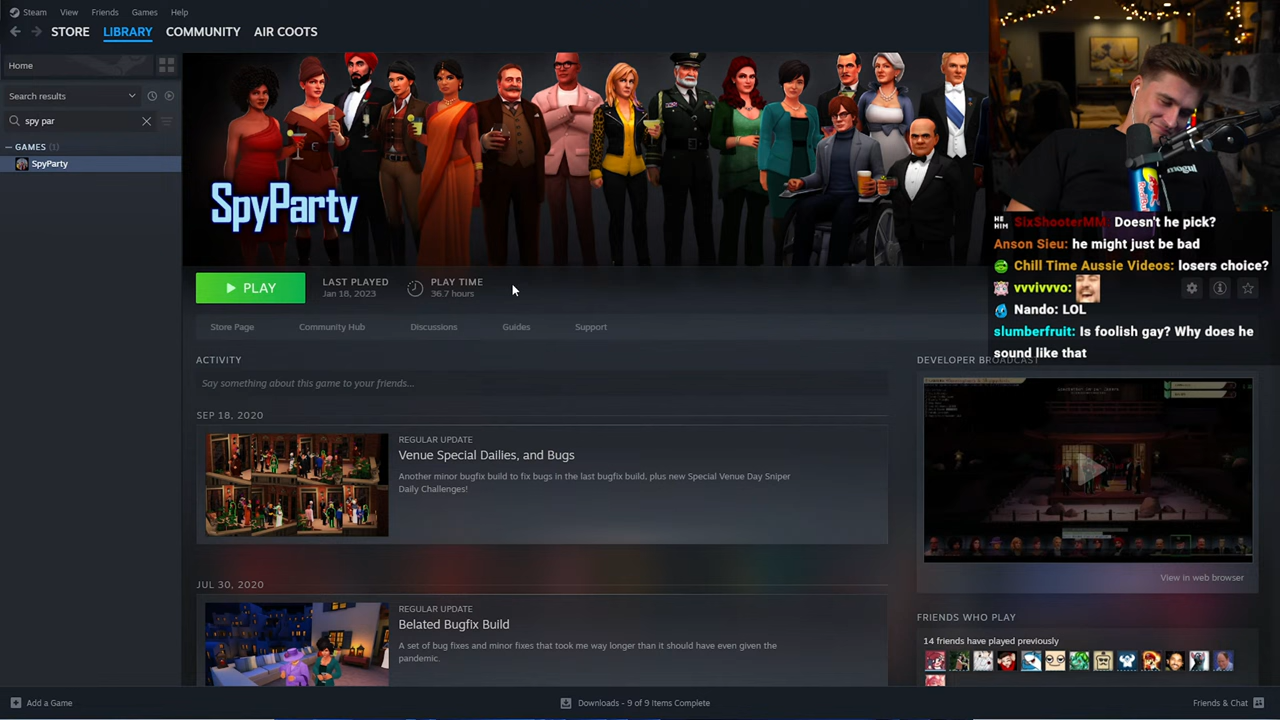 Steam View Friends Games Help
STORE LIBRARY COMMUNITY AIR COOTS
Home
Search results
spy par
GAMES (1)
SpyParty
SpyParty
PLAY
LAST PLAYED
Jan 18, 2023
PLAY TIME
36.7 hours
Store Page Community Hub Discussions Guides Support
ACTIVITY
Say something about this game to your friends...
SEP 18, 2020
REGULAR UPDATE
Venue Special Dailies, and Bugs
Another minor bugfix build to fix bugs in the last bugfix build, plus new Special Venue Day Sniper
Daily Challenges!
JUL 30, 2020
REGULAR UPDATE
Belated Bugfix Build
A set of bug fixes and minor fixes that took me way longer than it should have even given the
pandemic.
mogul
HE
HIM
SixShooterMM: Doesn't he pick?
Anson Sieu: he might just be bad
Chill Time Aussie Videos: losers choice?
vvvivvvo:
Nando: LOL
slumberfruit: Is foolish gay? Why does he
sound like that
DEVELOPER BROADCAST
View in web browser
FRIENDS WHO PLAY
14 friends have played previously
Add a Game
Downloads - 9 of 9 Items Complete
Friends & Chat